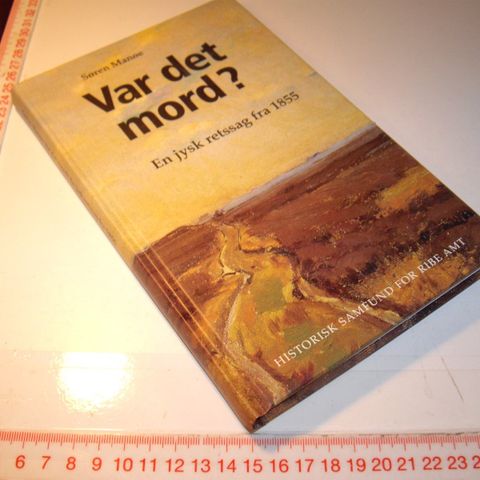 Søren Manøe
Var det
mord?
En jysk retssag fra 1855
HISTORISK SAMFUND FOR RIBE AMT
6 7 8 9 10 11 12 13 14 15 16 17 18 19 20 21 22 23